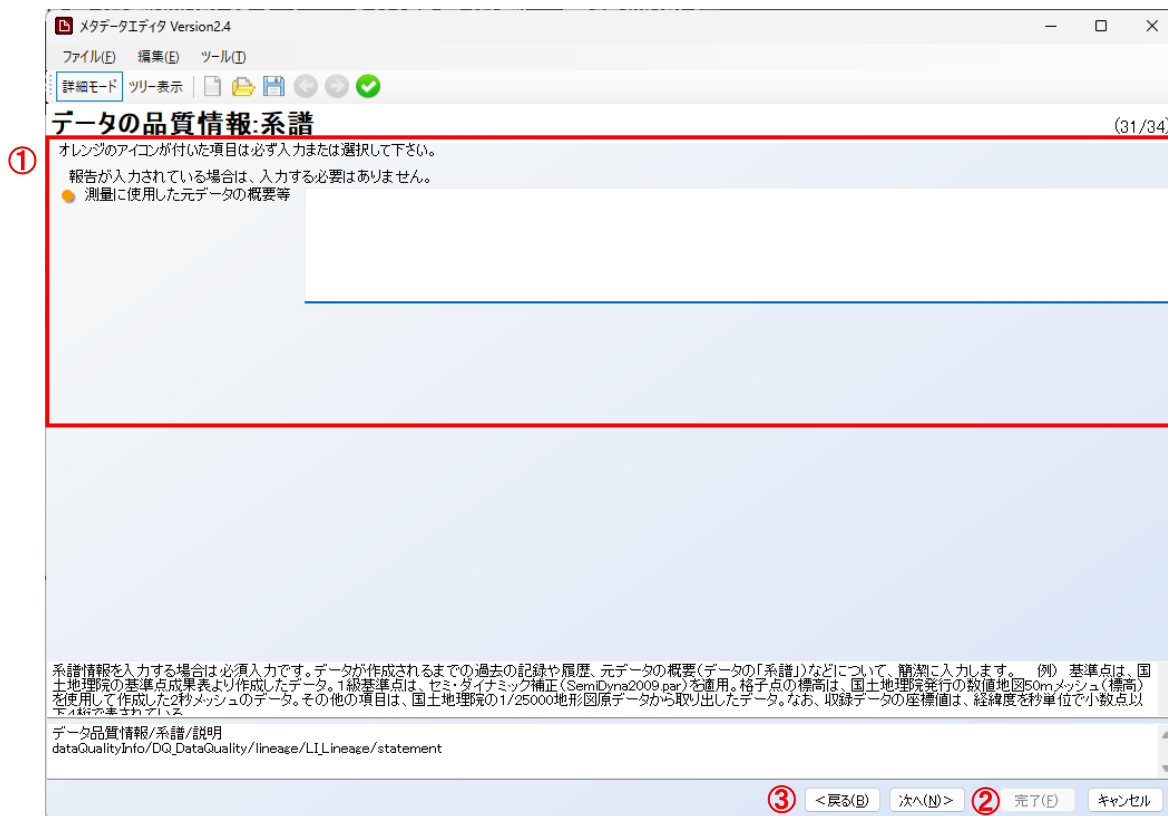 メタデータエディタ Version2.4
ファイル(F) 編集(E) ツール(T)
詳細モード ツリー表示
データの品質情報:系譜 (31/34)
①
オレンジのアイコンが付いた項目は必ず入力または選択して下さい。
報告が入力されている場合は、入力する必要はありません。
測量に使用した元データの概要等
系譜情報を入力する場合は必須入力です。データが作成されるまでの過去の記録や履歴、元データの概要(データの「系譜」)などについて、簡潔に入力します。 例) 基準点は、国
土地理院の基準点成果表より作成したデータ。1級基準点は、セミ・ダイナミック補正(SemiDyna2009.par)を適用。格子点の標高は、国土地理院発行の数値地図50mメッシュ(標高)
を使用して作成した2秒メッシュのデータ。その他の項目は、国土地理院の1/25000地形図原データから取り出したデータ。なお、収録データの座標値は、経緯度を秒単位で小数点以
下4桁で表されている
データ品質情報/系譜/説明
dataQualityInfo/DQ_DataQuality/lineage/LI_Lineage/statement
③ <戻る(B) 次へ(N)> ② 完了(F) キャンセル